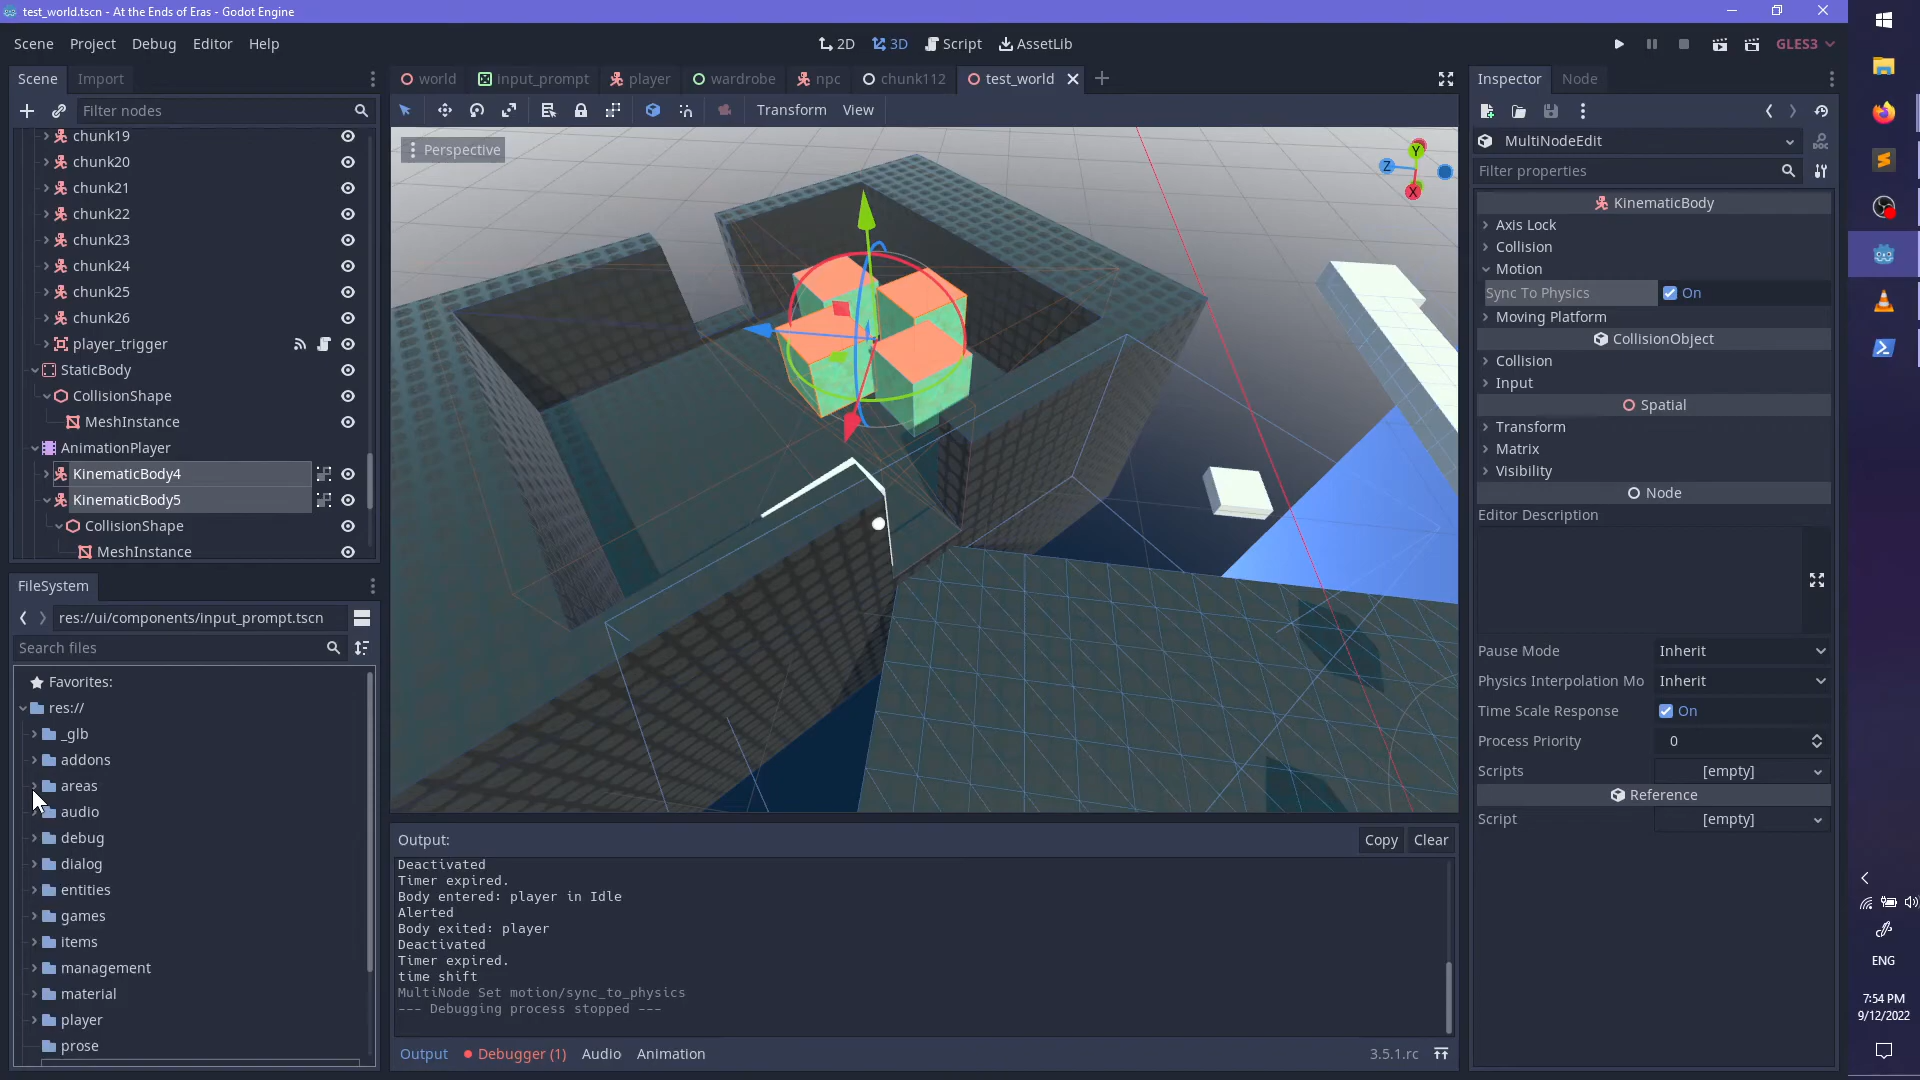 test_world.tscn - At the Ends of Eras - Godot Engine
Scene Project Debug Editor Help
2D 3D Script AssetLib
GLES3
Scene Import
world input_prompt player wardrobe npc chunk112 test_world
Inspector Node
Filter nodes
Transform View
MultiNodeEdit
DOC
Filter properties
Perspective
Y
Z
X
chunk19
chunk20
chunk21
chunk22
chunk23
chunk24
chunk25
chunk26
player_trigger
StaticBody
CollisionShape
MeshInstance
AnimationPlayer
KinematicBody4
KinematicBody5
CollisionShape
MeshInstance
KinematicBody
Axis Lock
Collision
Motion
Sync To Physics On
Moving Platform
CollisionObject
Collision
Input
Spatial
Transform
Matrix
Visibility
Node
Editor Description
Pause Mode Inherit
Physics Interpolation Mo Inherit
Time Scale Response On
Process Priority 0
Scripts [empty]
Reference
Script [empty]
FileSystem
res://ui/components/input_prompt.tscn
Search files
Favorites:
res://
_glb
addons
areas
audio
debug
dialog
entities
games
items
management
material
player
prose
Output: Copy Clear
Deactivated
Timer expired.
Body entered: player in Idle
Alerted
Body exited: player
Deactivated
Timer expired.
time shift
MultiNode Set motion/sync_to_physics
--- Debugging process stopped ---
Output Debugger (1) Audio Animation 3.5.1.rc
ENG
7:54 PM
9/12/2022